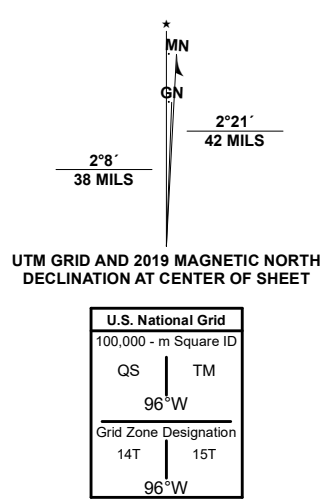 MN
GN
2°21´
42 MILS
2°8´
38 MILS
UTM GRID AND 2019 MAGNETIC NORTH
DECLINATION AT CENTER OF SHEET
U.S. National Grid
100,000 - m Square ID
QS TM
96°W
Grid Zone Designation
14T 15T
96°W